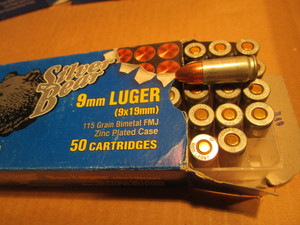 Silver
Bear
9mm LUGER
(9x19mm)
115 Grain Bimetal FMJ
Zinc Plated Case
50 CARTRIDGES